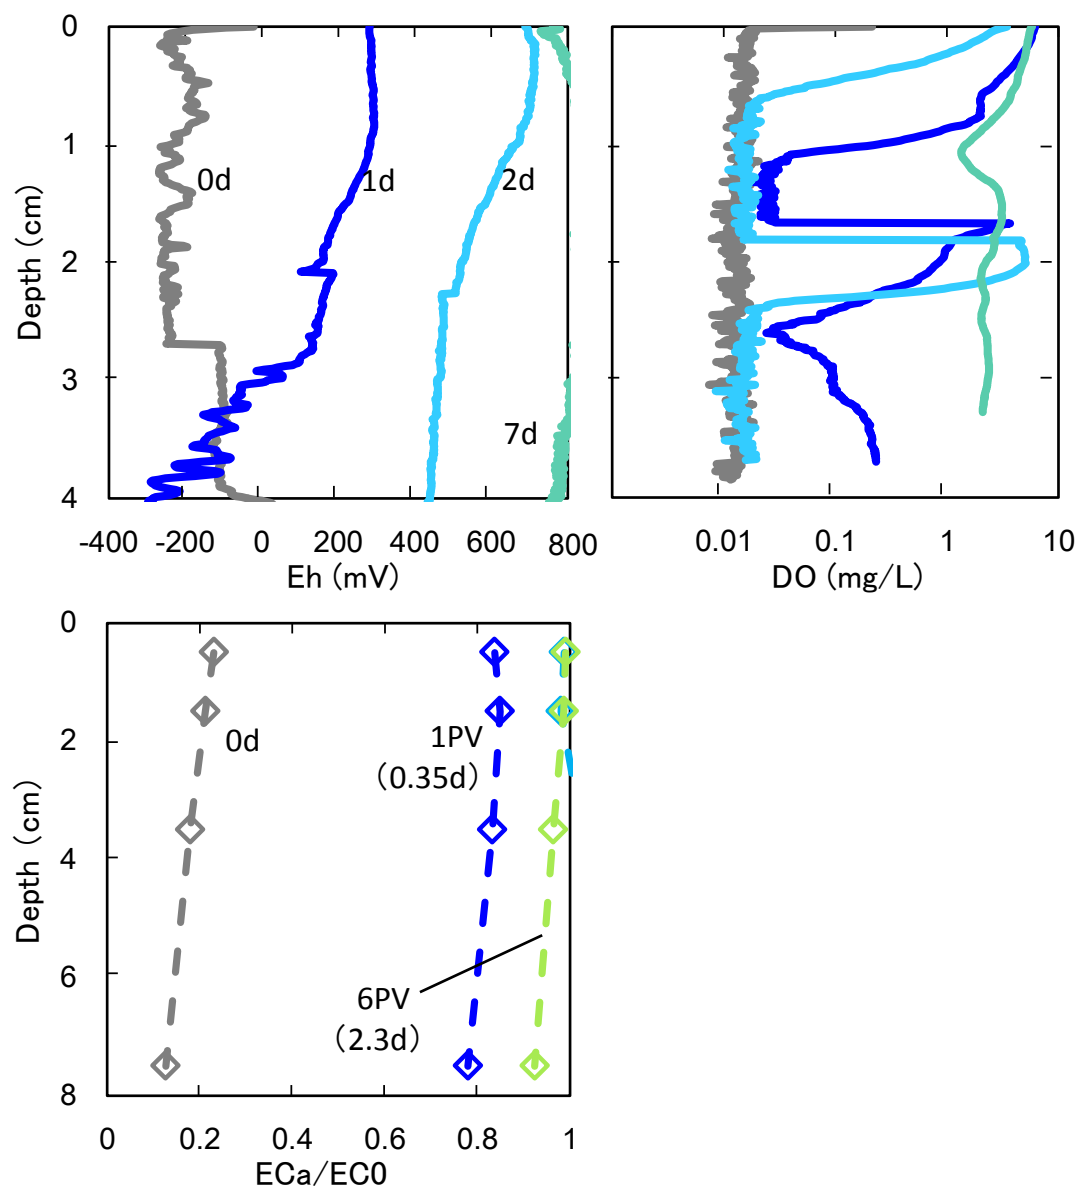 0
1
2
3
4
Depth (cm)
0d
1d
2d
7d
-400 -200 0 200 400 600 800
Eh (mV)
0.01 0.1 1 10
DO (mg/L)
0
2
4
6
8
Depth (cm)
0d
1PV
(0.35d)
6PV
(2.3d)
0 0.2 0.4 0.6 0.8 1
ECa/EC0